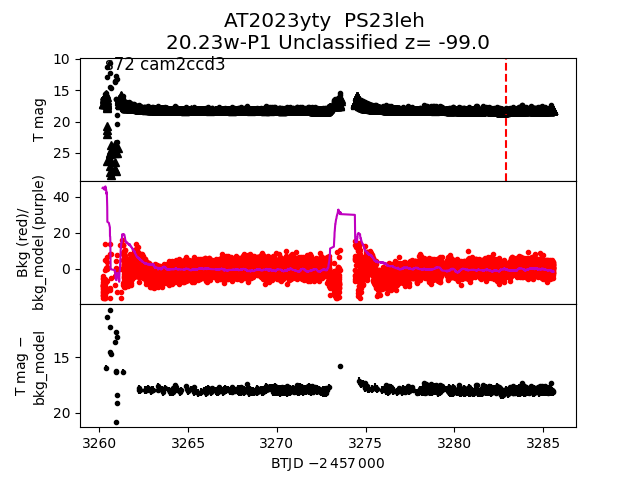 AT2023yty PS23leh
20.23w-P1 Unclassified z= -99.0
72 cam2ccd3
10
15
20
25
T mag
40
20
0
Bkg (red)/
bkg_model (purple)
15
20
T mag −
bkg_model
3260 3265 3270 3275 3280 3285
BTJD −2 457 000